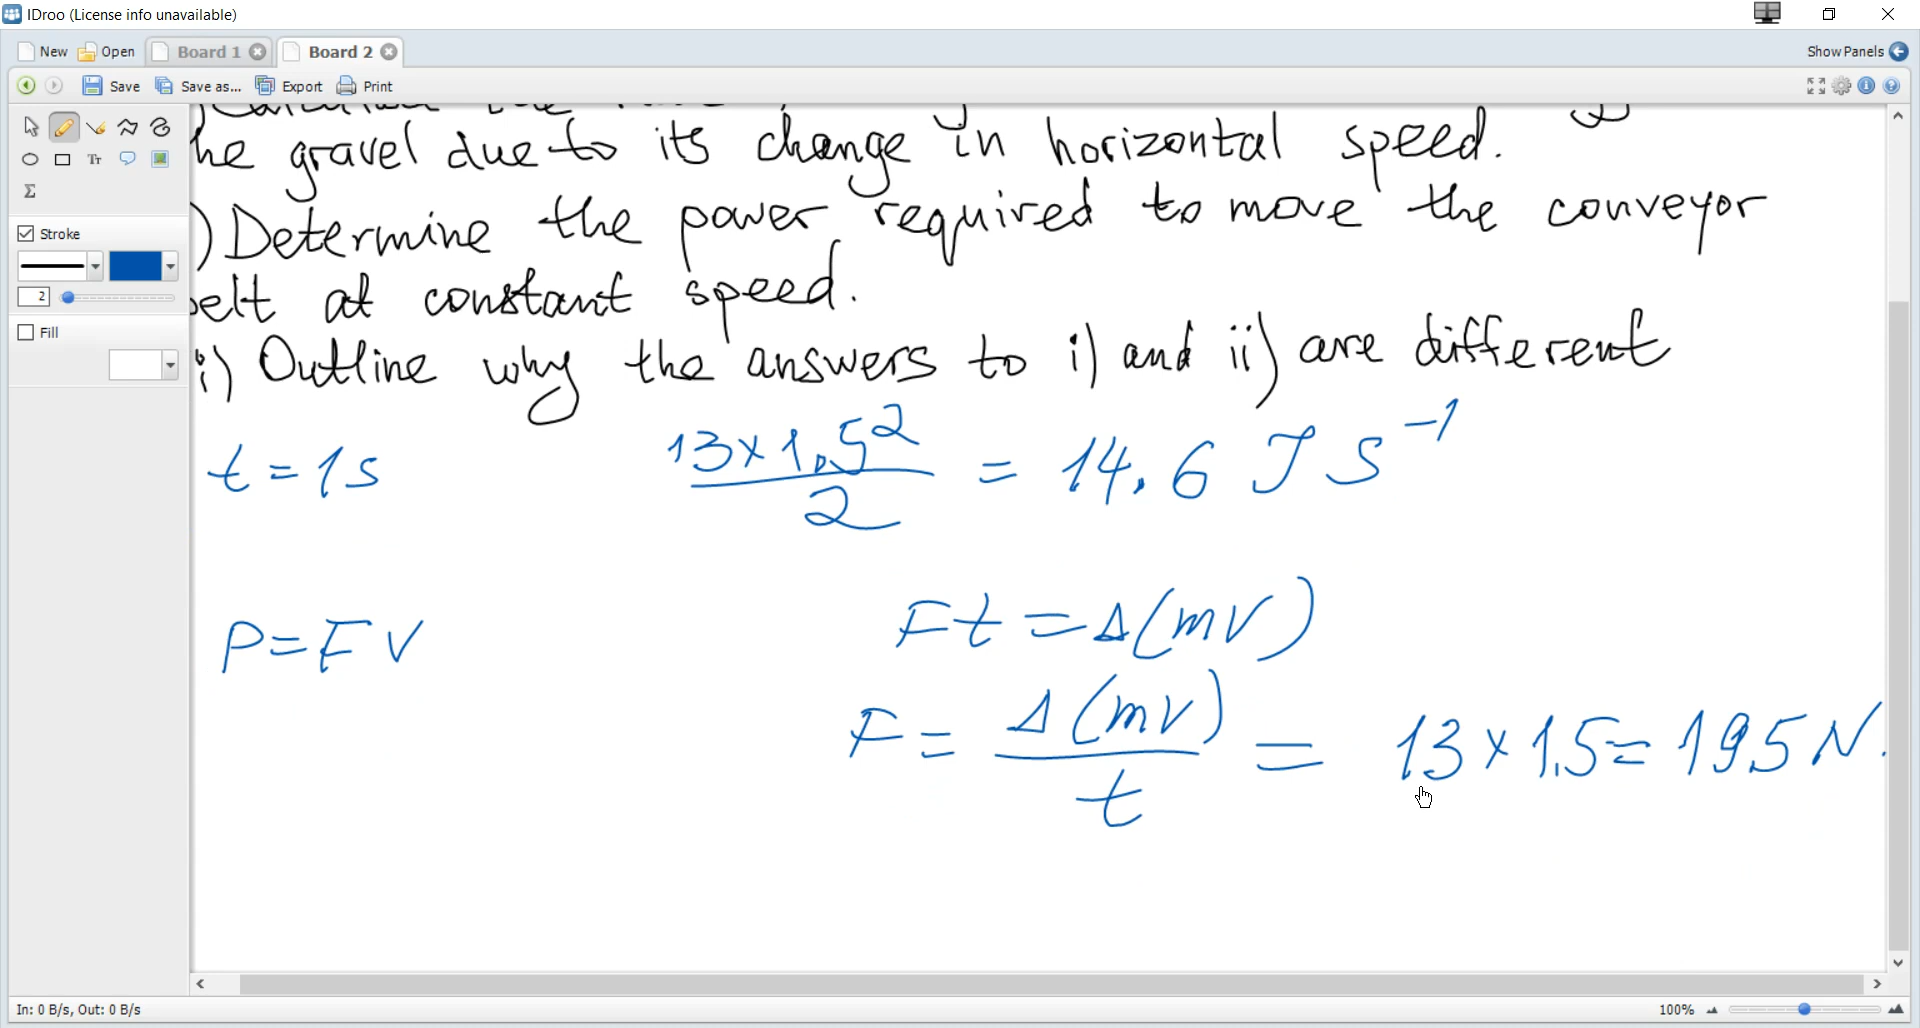 IDroo (License info unavailable)
New Open Board 1 Board 2 Show Panels
Save Save as... Export Print
he gravel due to its change in horizontal speed.
) Determine the power required to move the conveyor
Stroke
elt at constant speed.
2
Fill
i) Outline why the answers to i) and ii) are different
t = 1 s
13 × 1.5² / 2 = 14.6 J S⁻¹
Ft = Δ(mv)
P = F V
F = Δ(mv) / t = 13 × 1.5 = 19.5 N.
In: 0 B/s, Out: 0 B/s 100%